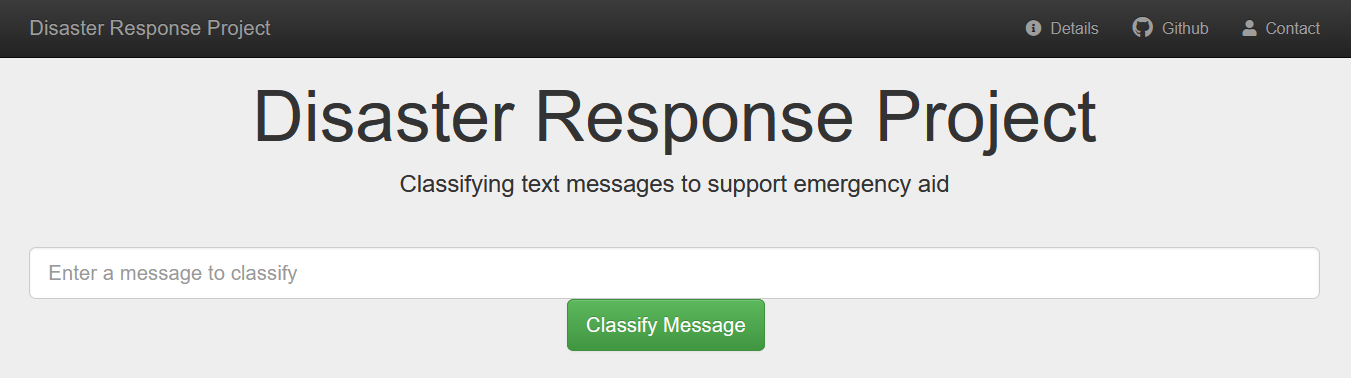 Disaster Response Project Details Github Contact
Disaster Response Project
Classifying text messages to support emergency aid
Enter a message to classify
Classify Message